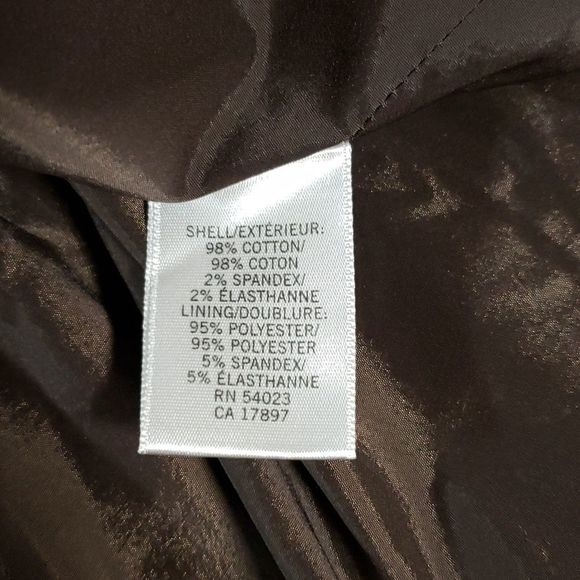 SHELL/EXTÉRIEUR:
98% COTTON/
98% COTON
2% SPANDEX/
2% ÉLASTHANNE
LINING/DOUBLURE:
95% POLYESTER/
95% POLYESTER
5% SPANDEX/
5% ÉLASTHANNE
RN 54023
CA 17897